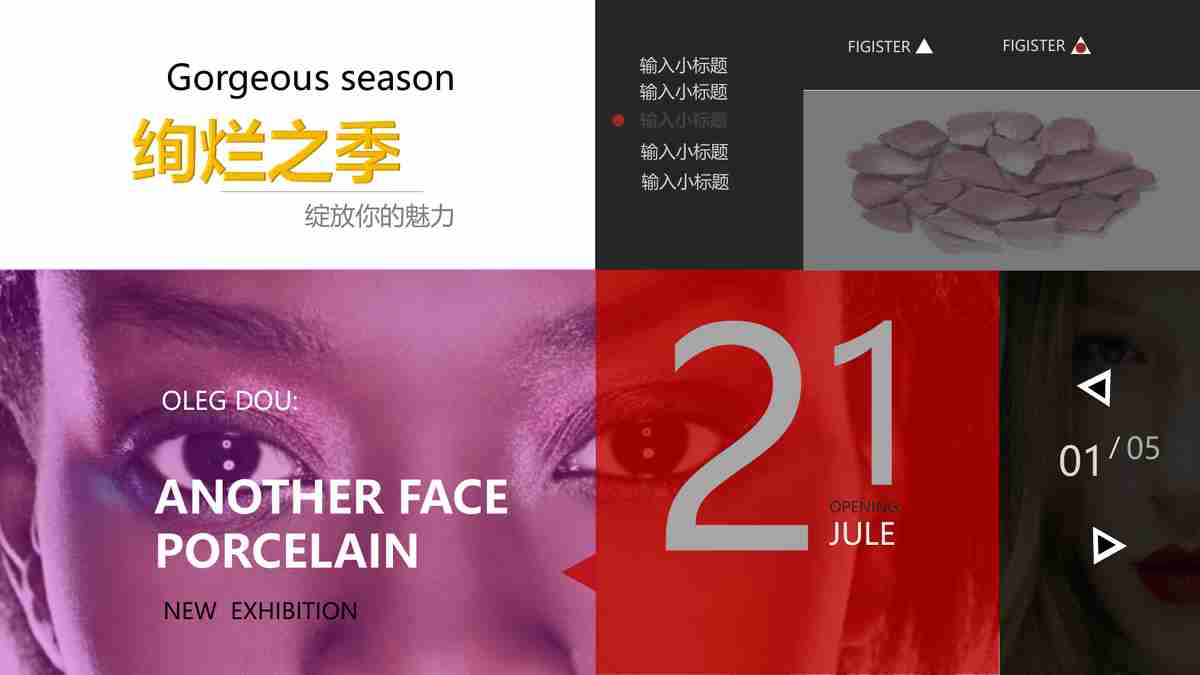 Gorgeous season
绚烂之季
绽放你的魅力
输入小标题
输入小标题
输入小标题
输入小标题
输入小标题
FIGISTER
FIGISTER
OLEG DOU:
ANOTHER FACE
PORCELAIN
NEW EXHIBITION
21
OPENING
JULE
01 / 05